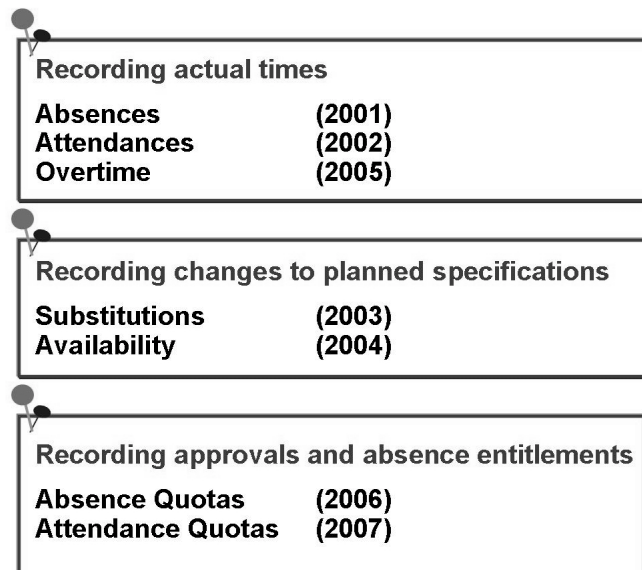 Recording actual times
Absences (2001)
Attendances (2002)
Overtime (2005)
Recording changes to planned specifications
Substitutions (2003)
Availability (2004)
Recording approvals and absence entitlements
Absence Quotas (2006)
Attendance Quotas (2007)